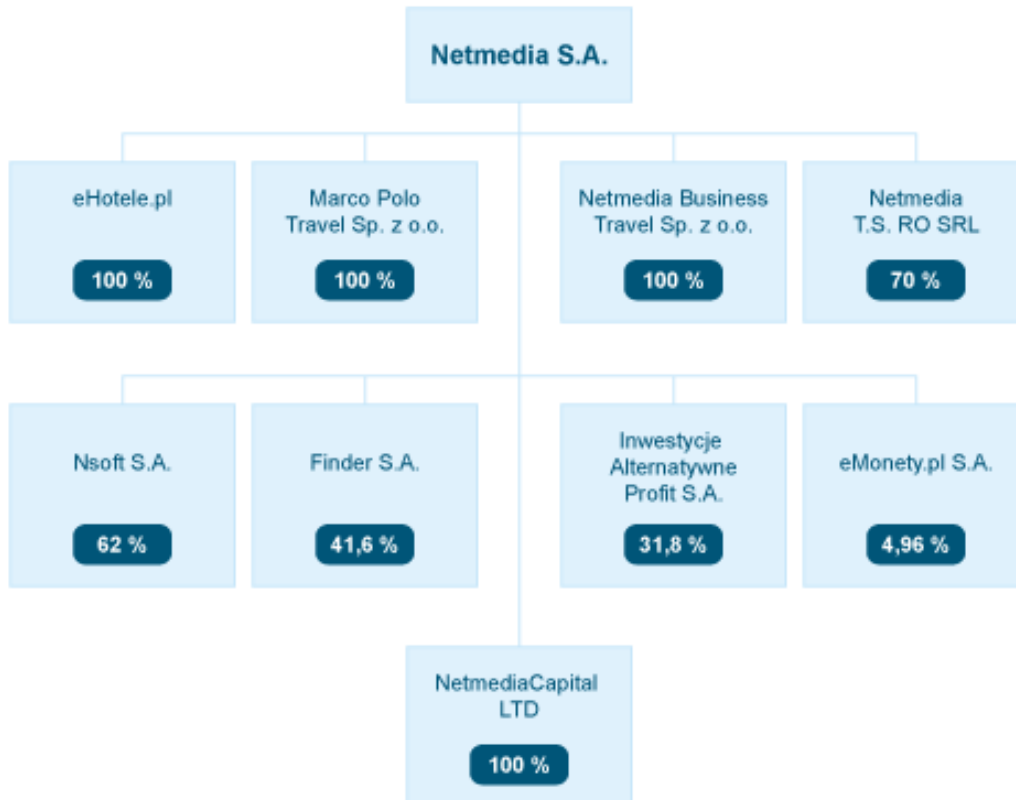 Netmedia S.A.
eHotele.pl
100 %
Marco Polo
Travel Sp. z o.o.
100 %
Netmedia Business
Travel Sp. z o.o.
100 %
Netmedia
T.S. RO SRL
70 %
Nsoft S.A.
62 %
Finder S.A.
41,6 %
Inwestycje
Alternatywne
Profit S.A.
31,8 %
eMonety.pl S.A.
4,96 %
NetmediaCapital
LTD
100 %